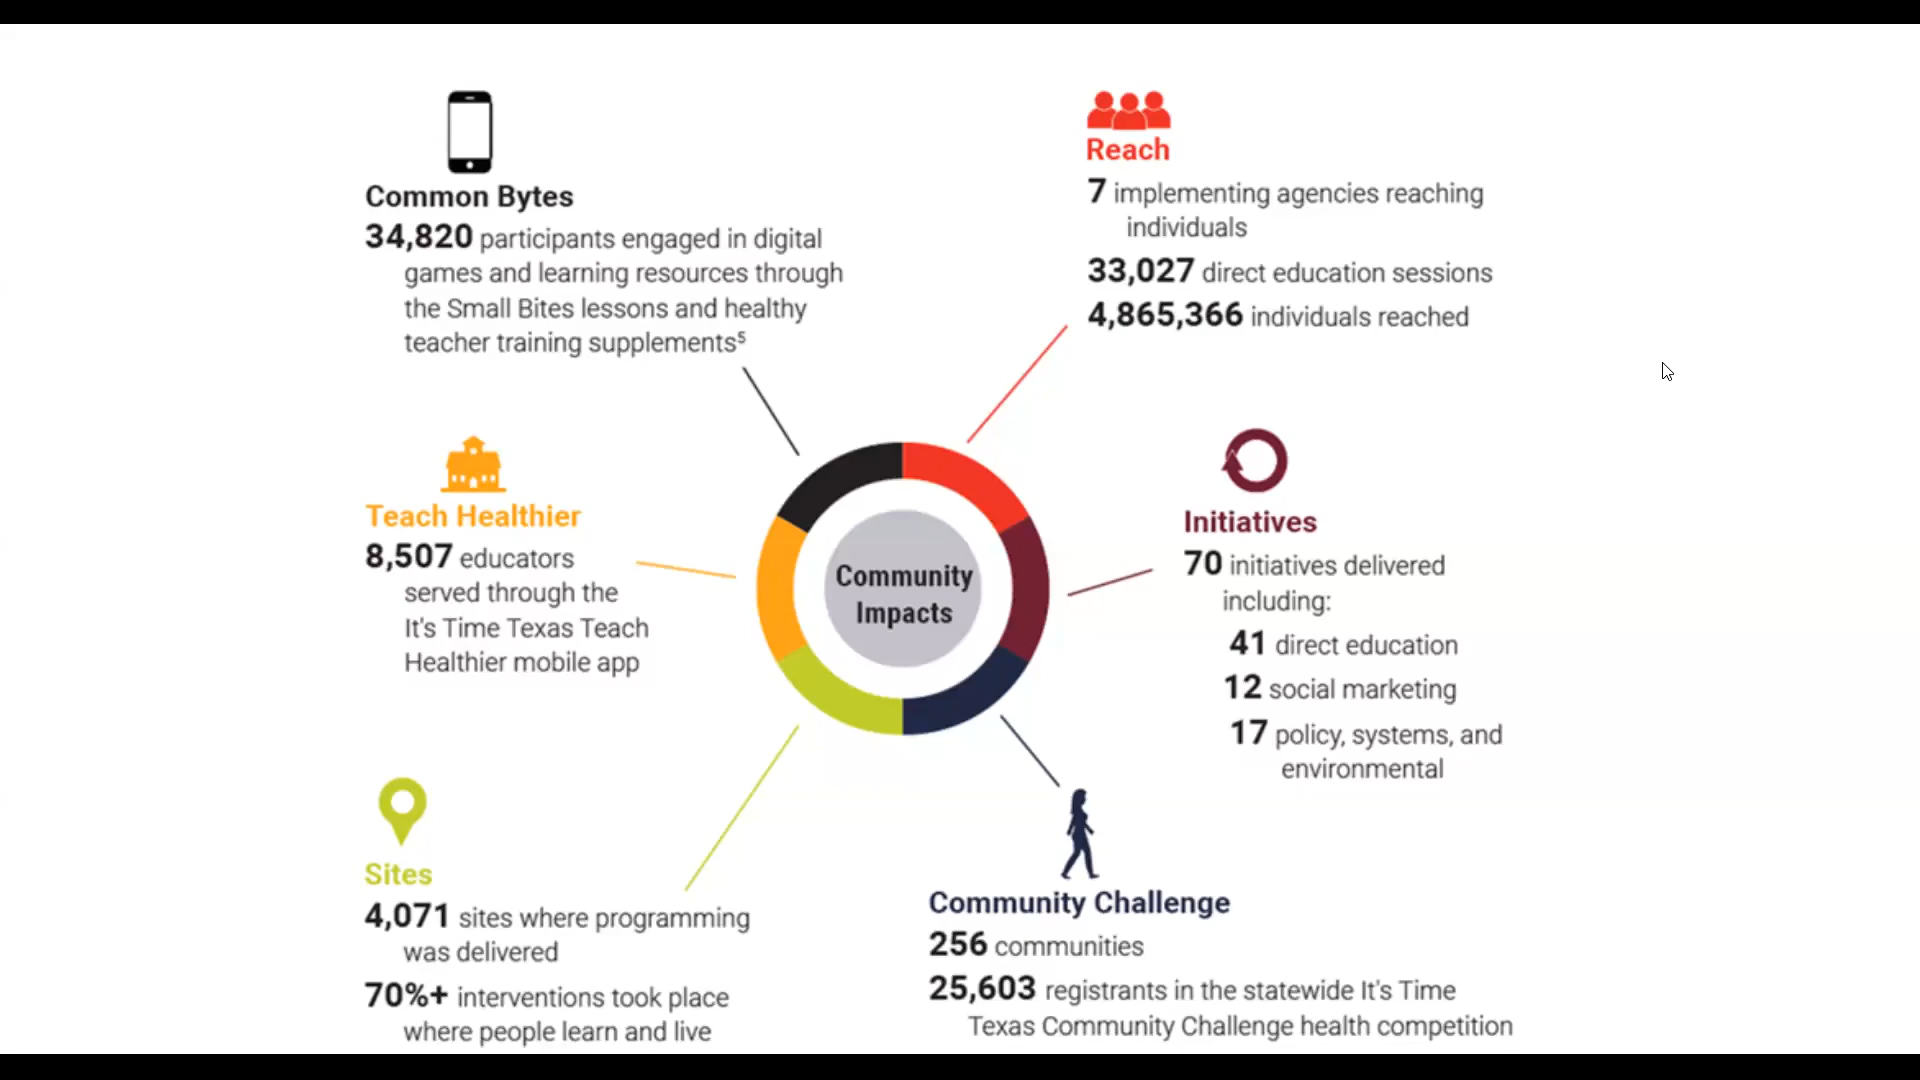 Common Bytes
34,820 participants engaged in digital
games and learning resources through
the Small Bites lessons and healthy
teacher training supplements⁵
Reach
7 implementing agencies reaching
individuals
33,027 direct education sessions
4,865,366 individuals reached
Teach Healthier
8,507 educators
served through the
It's Time Texas Teach
Healthier mobile app
Community
Impacts
Initiatives
70 initiatives delivered
including:
41 direct education
12 social marketing
17 policy, systems, and
environmental
Sites
4,071 sites where programming
was delivered
70%+ interventions took place
where people learn and live
Community Challenge
256 communities
25,603 registrants in the statewide It's Time
Texas Community Challenge health competition